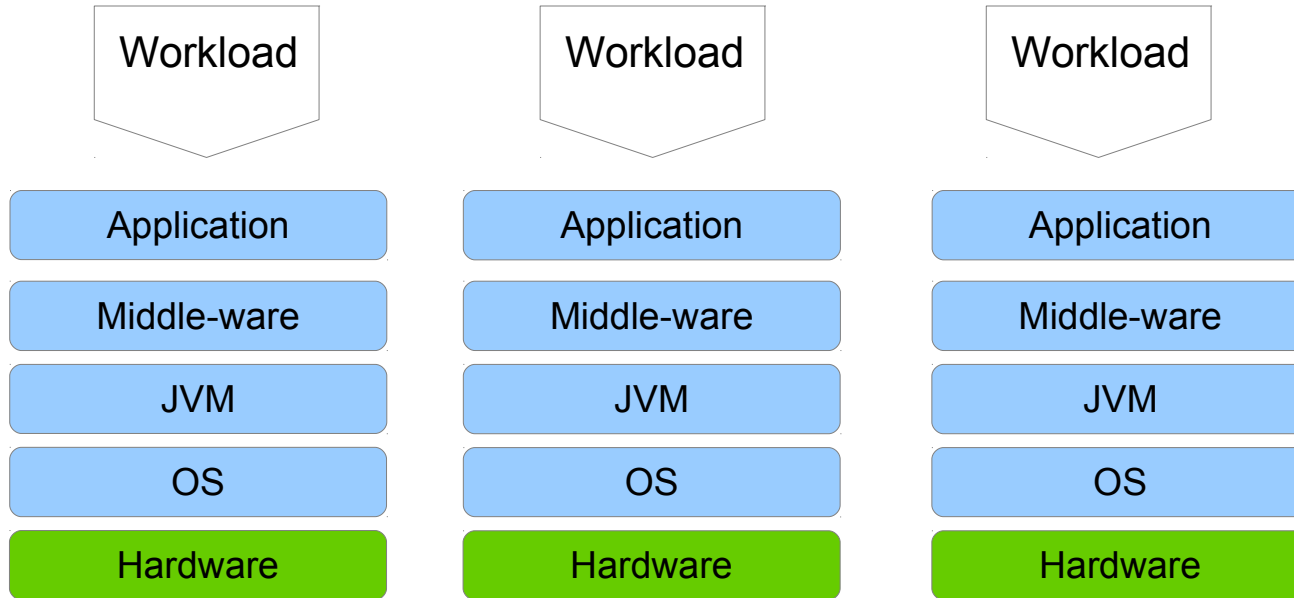 Workload Workload Workload
Application Application Application
Middle-ware Middle-ware Middle-ware
JVM JVM JVM
OS OS OS
Hardware Hardware Hardware